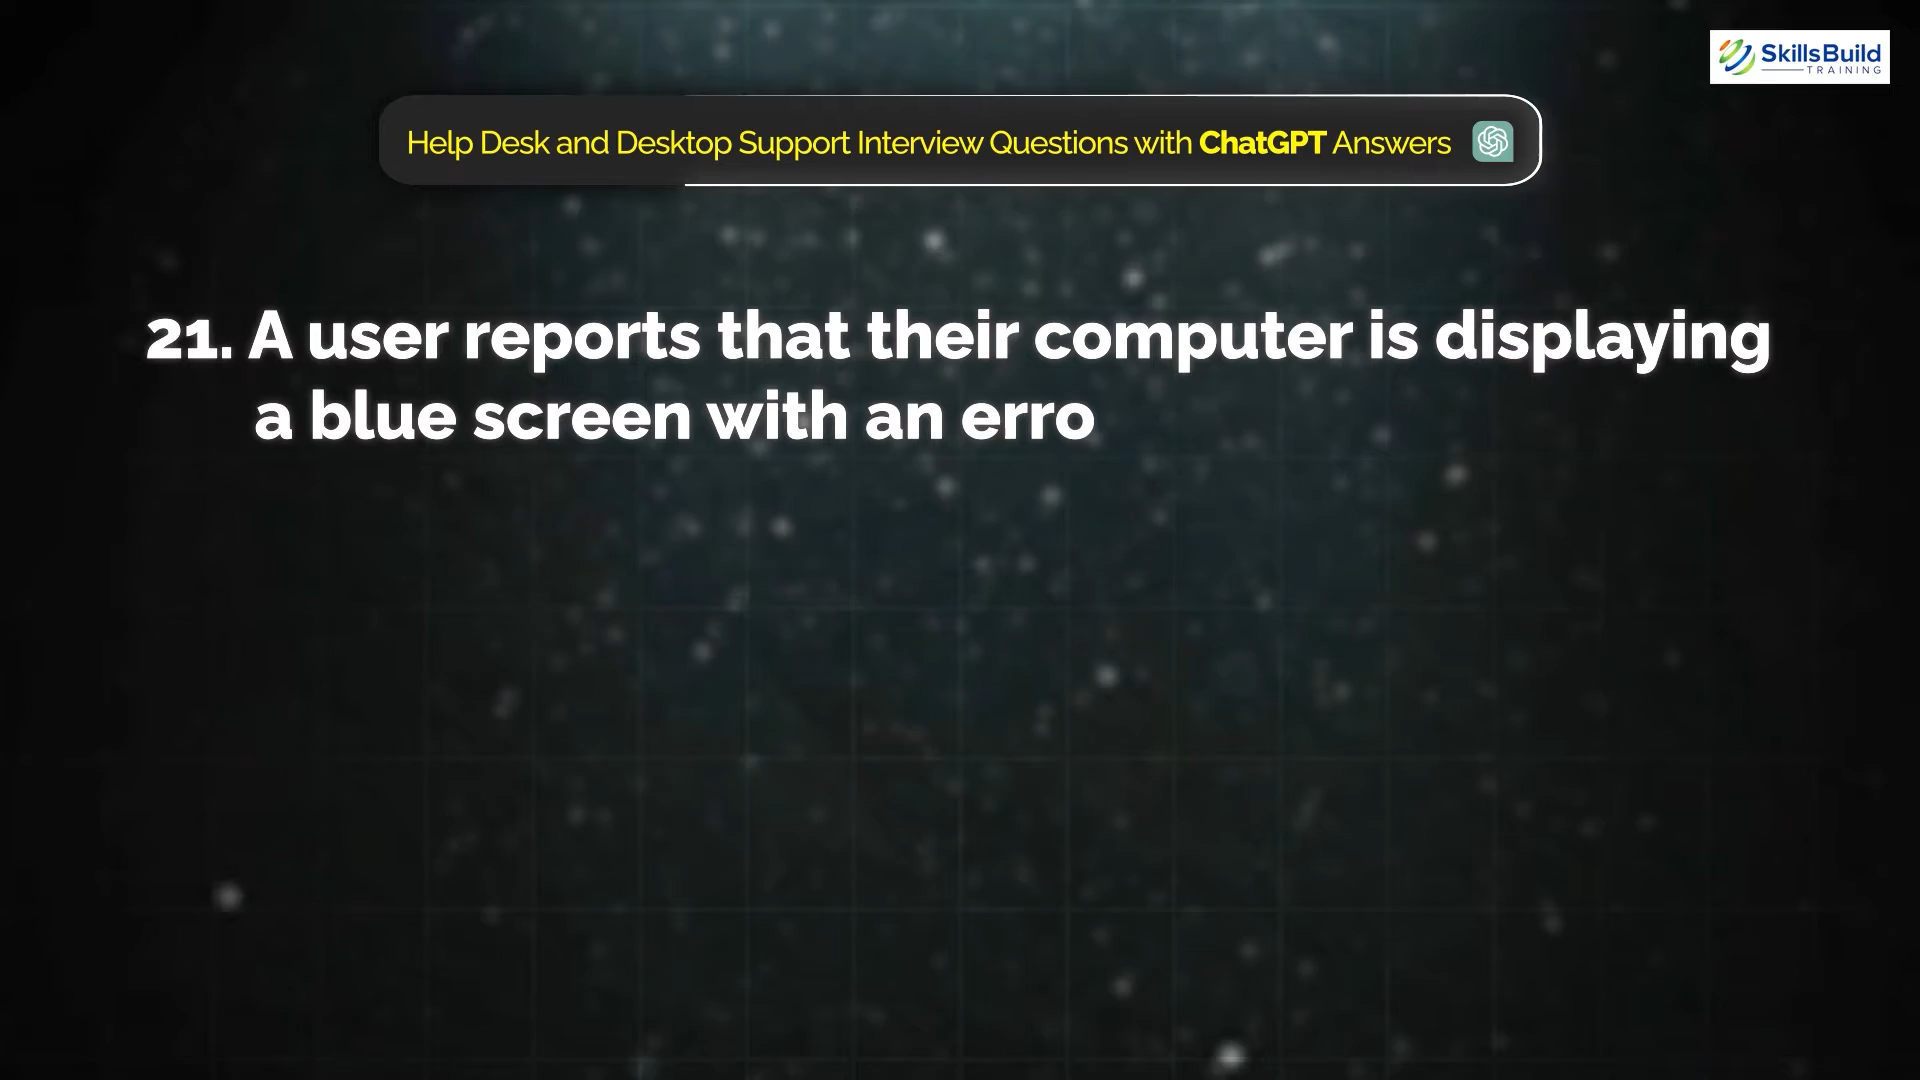 SkillsBuild
TRAINING
Help Desk and Desktop Support Interview Questions with ChatGPT Answers
21. A user reports that their computer is displaying
a blue screen with an erro